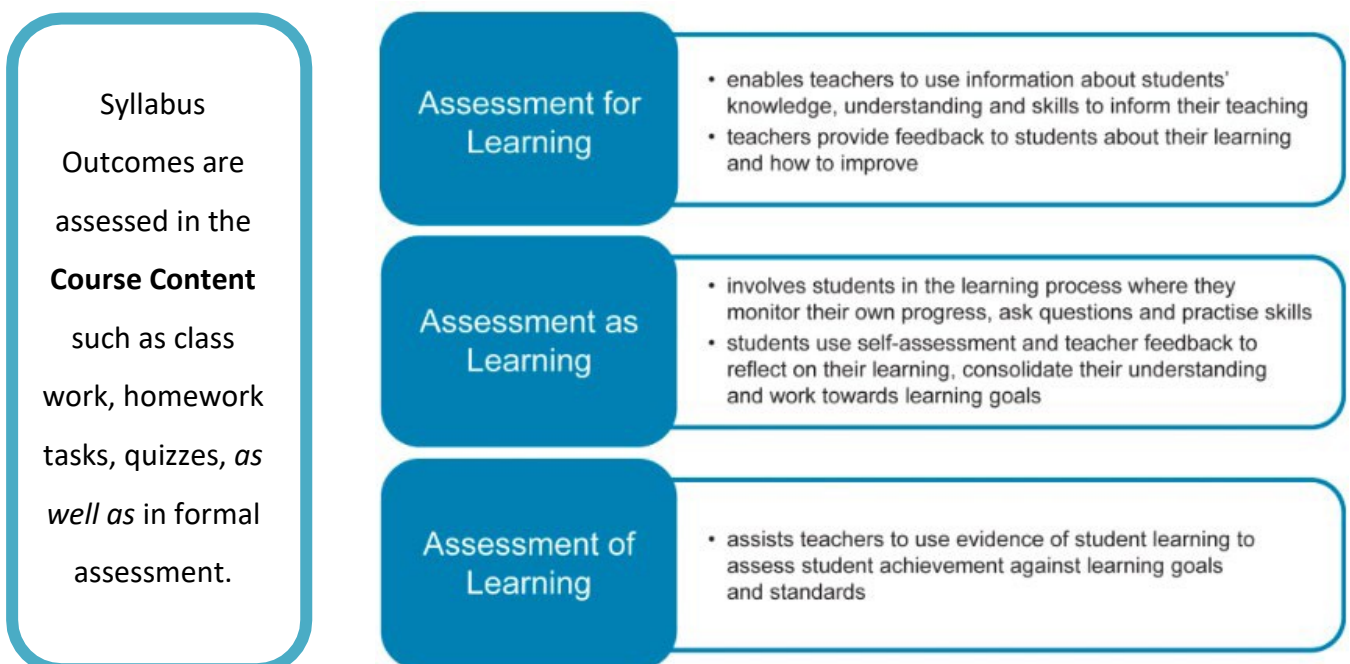 Syllabus
Outcomes are
assessed in the
Course Content
such as class
work, homework
tasks, quizzes, as
well as in formal
assessment.
Assessment for
Learning
• enables teachers to use information about students'
knowledge, understanding and skills to inform their teaching
• teachers provide feedback to students about their learning
and how to improve
Assessment as
Learning
• involves students in the learning process where they
monitor their own progress, ask questions and practise skills
• students use self-assessment and teacher feedback to
reflect on their learning, consolidate their understanding
and work towards learning goals
Assessment of
Learning
• assists teachers to use evidence of student learning to
assess student achievement against learning goals
and standards